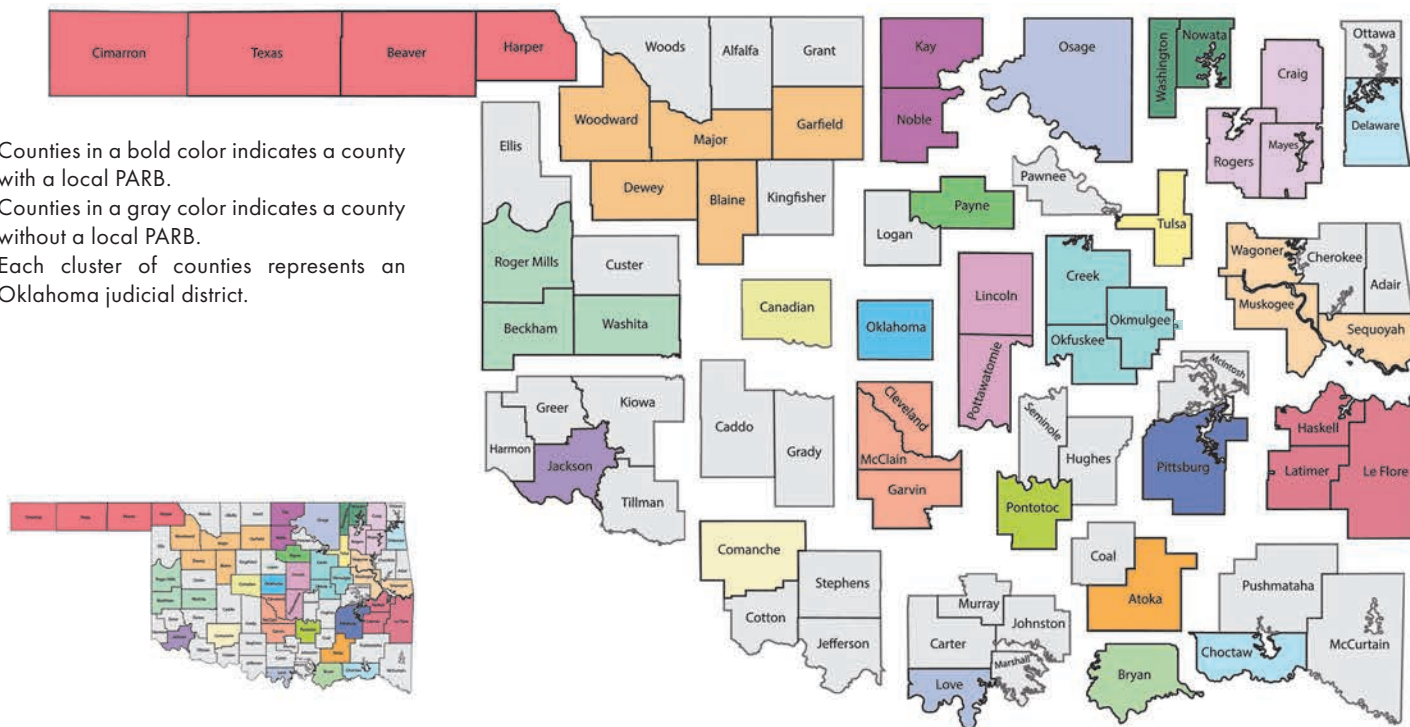 Cimarron
Texas
Beaver
Harper
Woods
Alfalfa
Grant
Kay
Osage
Washington
Nowata
Craig
Ottawa
Woodward
Major
Garfield
Noble
Rogers
Mayes
Delaware
Counties in a bold color indicates a county
with a local PARB.
Counties in a gray color indicates a county
without a local PARB.
Each cluster of counties represents an
Oklahoma judicial district.
Ellis
Dewey
Blaine
Kingfisher
Logan
Payne
Pawnee
Tulsa
Roger Mills
Custer
Beckham
Washita
Canadian
Oklahoma
Lincoln
Pottawatomie
Creek
Okmulgee
Okfuskee
Wagoner
Cherokee
Adair
Muskogee
Sequoyah
Greer
Kiowa
Harmon
Jackson
Tillman
Caddo
Grady
Cleveland
McClain
Garvin
Seminole
Hughes
Pontotoc
McIntosh
Pittsburg
Haskell
Latimer
Le Flore
Comanche
Stephens
Cotton
Jefferson
Murray
Johnston
Carter
Marshall
Love
Coal
Atoka
Bryan
Pushmataha
Choctaw
McCurtain